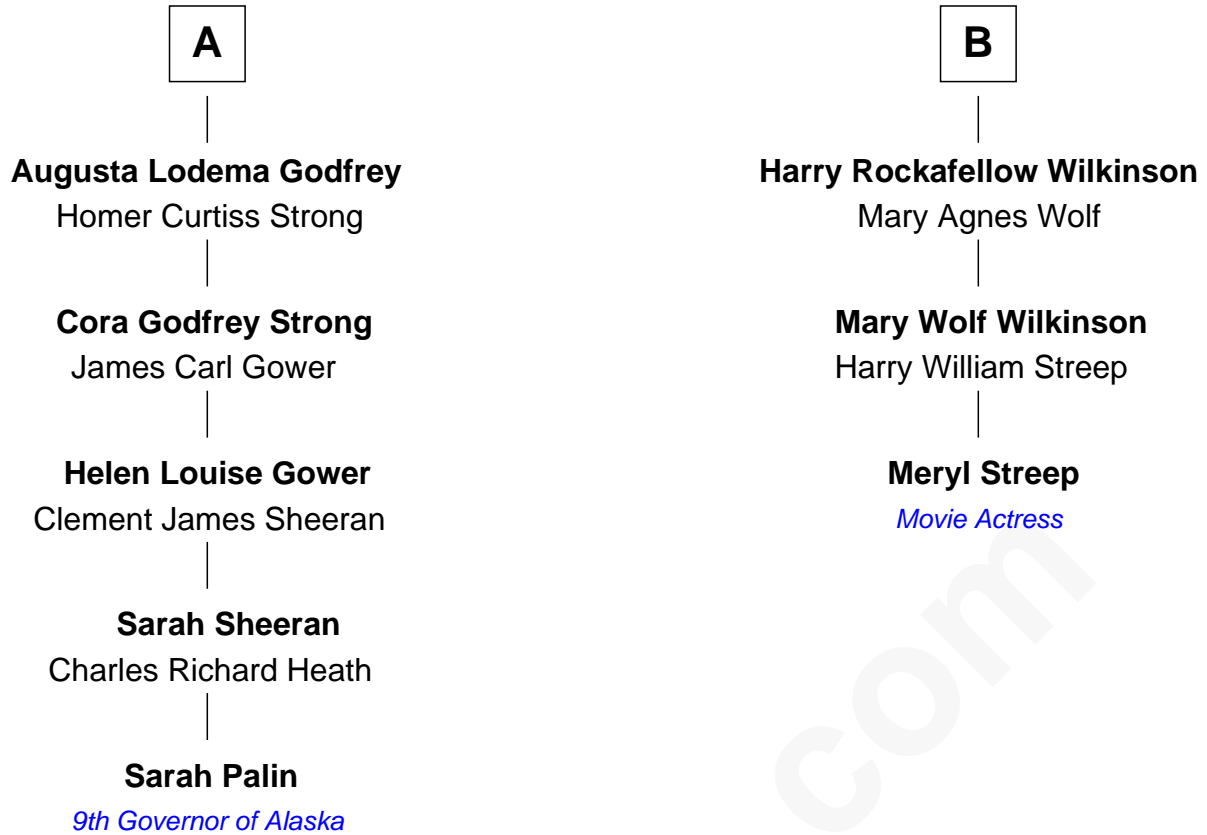 A
Augusta Lodema Godfrey
Homer Curtiss Strong
Cora Godfrey Strong
James Carl Gower
Helen Louise Gower
Clement James Sheeran
Sarah Sheeran
Charles Richard Heath
Sarah Palin
9th Governor of Alaska
B
Harry Rockafellow Wilkinson
Mary Agnes Wolf
Mary Wolf Wilkinson
Harry William Streep
Meryl Streep
Movie Actress
com